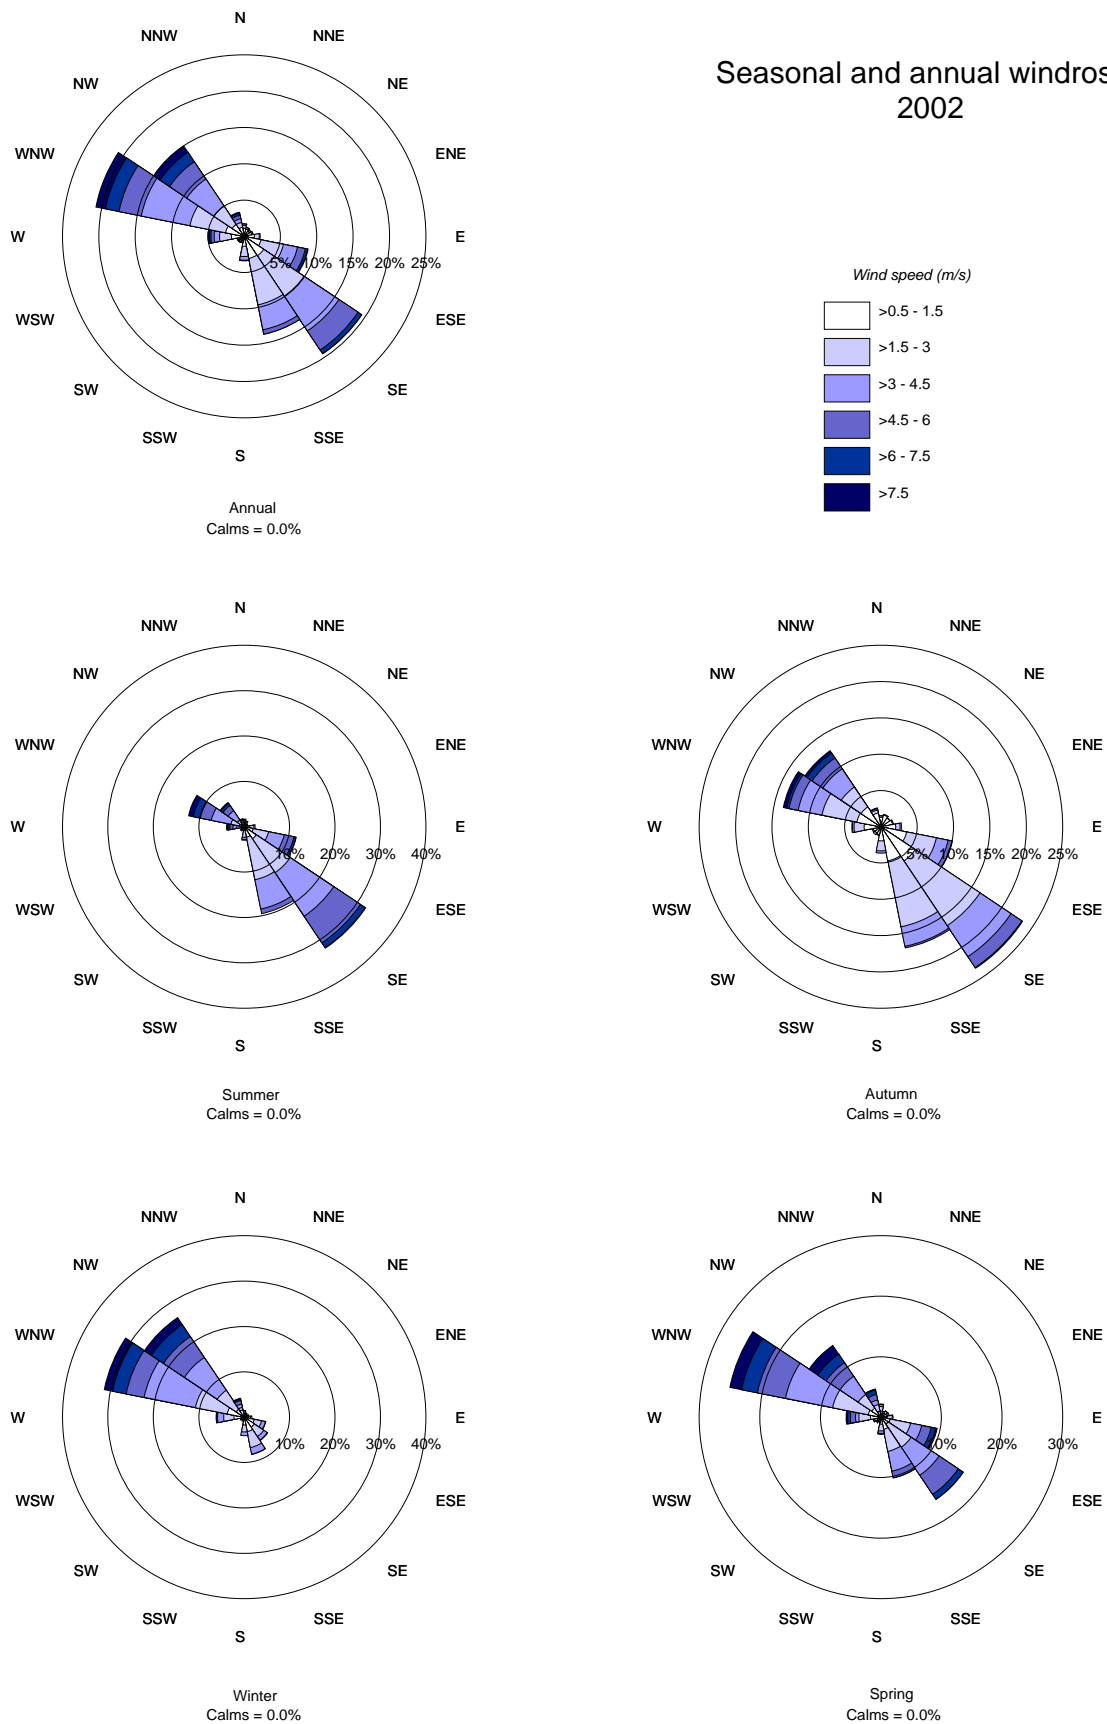 Seasonal and annual windros
2002
N
NNW NNE
NW NE
WNW ENE
W E
5% 10% 15% 20% 25%
WSW ESE
SW SE
SSW SSE
S
Annual
Calms = 0.0%
Wind speed (m/s)
>0.5 - 1.5
>1.5 - 3
>3 - 4.5
>4.5 - 6
>6 - 7.5
>7.5
N
NNW NNE
NW NE
WNW ENE
W E
10% 20% 30% 40%
WSW ESE
SW SE
SSW SSE
S
Summer
Calms = 0.0%
N
NNW NNE
NW NE
WNW ENE
W E
5% 10% 15% 20% 25%
WSW ESE
SW SE
SSW SSE
S
Autumn
Calms = 0.0%
N
NNW NNE
NW NE
WNW ENE
W E
10% 20% 30% 40%
WSW ESE
SW SE
SSW SSE
S
Winter
Calms = 0.0%
N
NNW NNE
NW NE
WNW ENE
W E
10% 20% 30%
WSW ESE
SW SE
SSW SSE
S
Spring
Calms = 0.0%